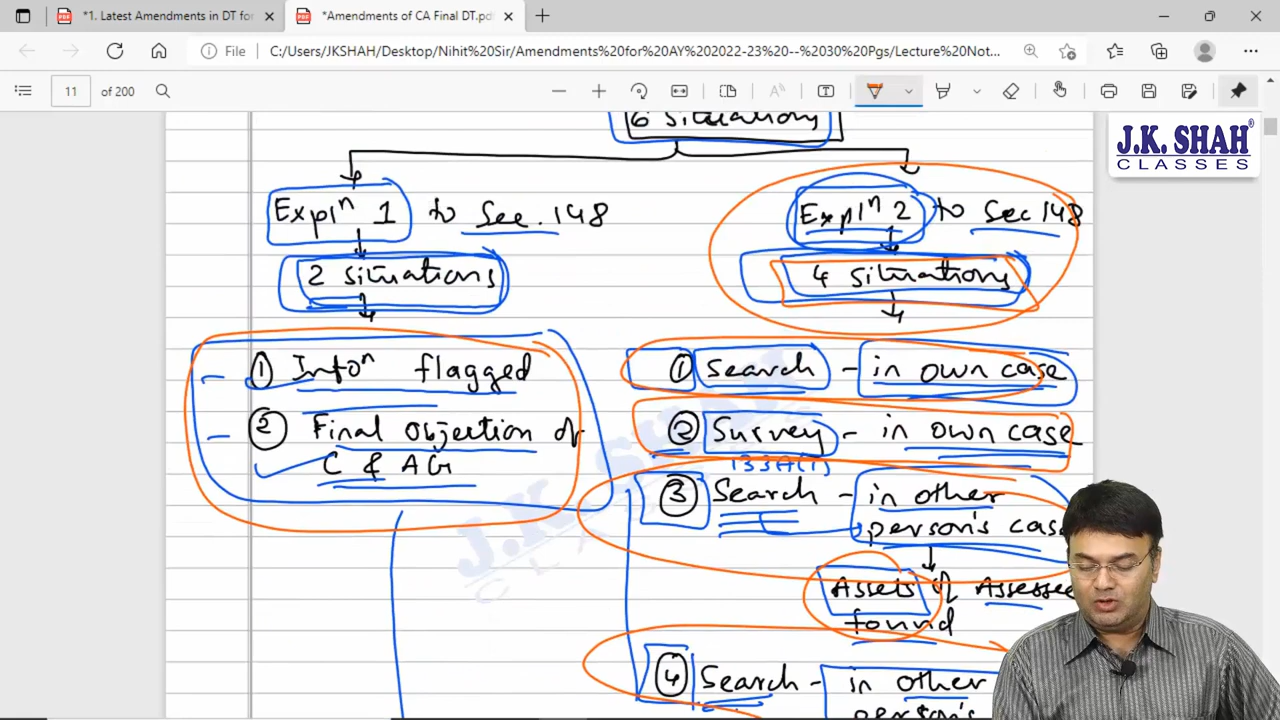 *1. Latest Amendments in DT for
*Amendments of CA Final DT.pdf
File
C:/Users/JKSHAH/Desktop/Nihit%20Sir/Amendments%20for%20AY%202022-23%20--%2030%20Pgs/Lecture%20Not...
11 of 200
J.K. SHAH®
CLASSES
6 situations
Explⁿ 1 to Sec. 148
2 situations
① Infoⁿ flagged
② Final objection of
C & AG
Explⁿ 2 to Sec 148
4 situations
① Search - in own case
② Survey - in own case
133A(1)
③ Search - in other
person's case
Assets of Assessee
found
④ Search - in other
person's
J.K. SHAH